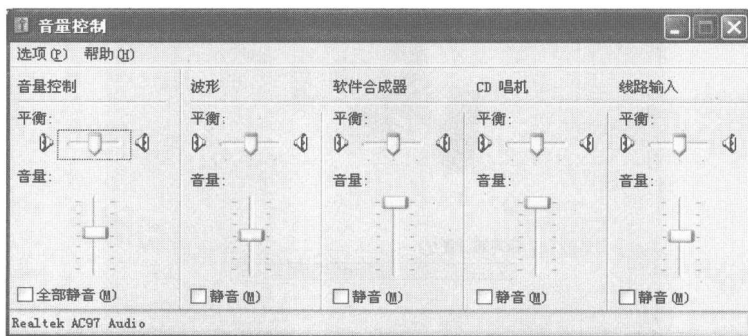 音量控制
选项(P) 帮助(H)
音量控制 波形 软件合成器 CD 唱机 线路输入
平衡: 平衡: 平衡: 平衡: 平衡:
音量: 音量: 音量: 音量: 音量:
全部静音(M) 静音(M) 静音(M) 静音(M) 静音(M)
Realtek AC97 Audio